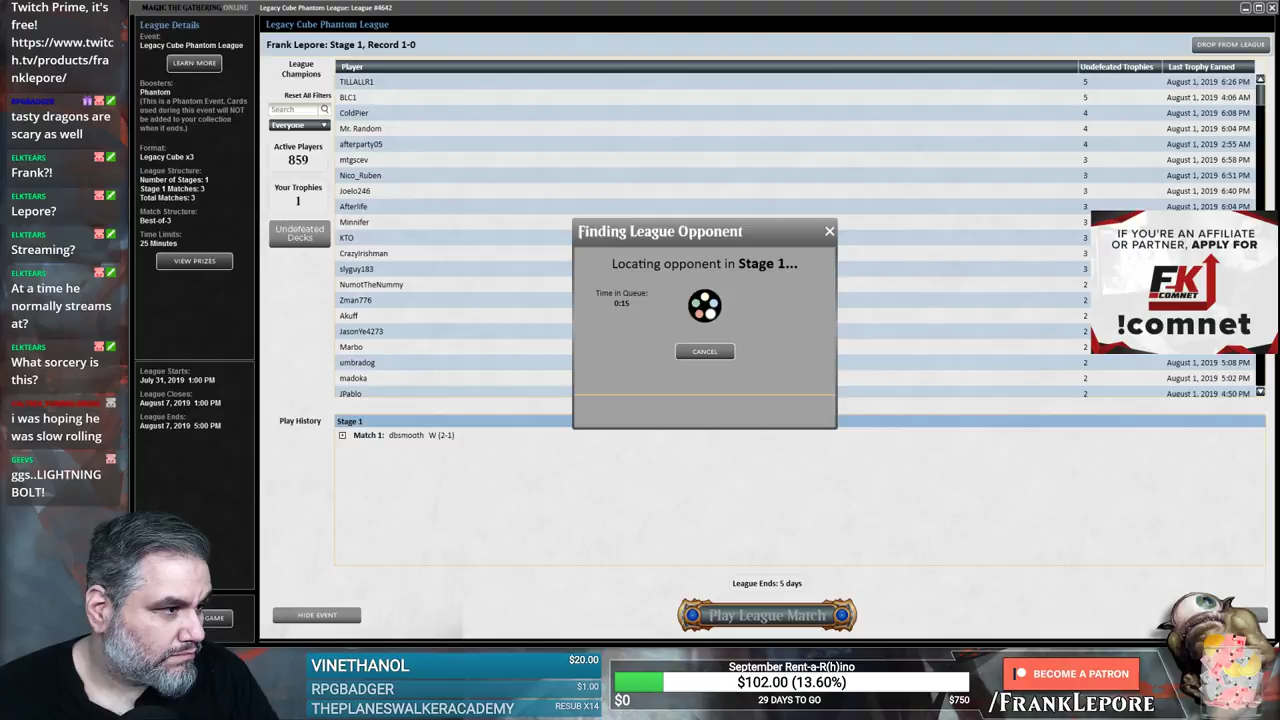 Twitch Prime, it's
free!
https://www.twitc
h.tv/products/fra
nklepore/
RPGBADGER
tasty dragons are
scary as well
ELKTEARS
Frank?!
ELKTEARS
Lepore?
ELKTEARS
Streaming?
ELKTEARS
At a time he
normally streams
at?
ELKTEARS
What sorcery is
this?
i was hoping he
was slow rolling
GEEVS
ggs..LIGHTNING
BOLT!
MAGIC THE GATHERING ONLINE
Legacy Cube Phantom League: League #4642
League Details
Event:
Legacy Cube Phantom League
LEARN MORE
Boosters:
Phantom
(This is a Phantom Event. Cards
used during this event will NOT
be added to your collection
when it ends.)
Format:
Legacy Cube x3
League Structure:
Number of Stages: 1
Stage 1 Matches: 3
Total Matches: 3
Match Structure:
Best-of-3
Time Limits:
25 Minutes
VIEW PRIZES
League Starts:
July 31, 2019 1:00 PM
League Closes:
August 7, 2019 1:00 PM
League Ends:
August 7, 2019 5:00 PM
GAME
Legacy Cube Phantom League
Frank Lepore: Stage 1, Record 1-0
DROP FROM LEAGUE
League
Champions
Reset All Filters
Search
Everyone
Active Players
859
Your Trophies
1
Undefeated
Decks
Player Undefeated Trophies Last Trophy Earned
TILLALLR1 5 August 1, 2019 6:26 PM
BLC1 5 August 1, 2019 4:06 AM
ColdPier 4 August 1, 2019 6:08 PM
Mr. Random 4 August 1, 2019 6:04 PM
afterparty05 4 August 1, 2019 2:55 AM
mtgscev 3 August 1, 2019 6:58 PM
Nico_Ruben 3 August 1, 2019 6:51 PM
Joelo246 3 August 1, 2019 6:40 PM
Afterlife 3 August 1, 2019 6:04 PM
Minnifer 3
KTO 3
CrazyIrishman 3
slyguy183 3
NumotTheNummy 2
Zman776 2
Akuff 2
JasonYe4273 2
Marbo 2
umbradog 2 August 1, 2019 5:08 PM
madoka 2 August 1, 2019 5:02 PM
JPablo 2 August 1, 2019 4:50 PM
Finding League Opponent
Locating opponent in Stage 1...
Time in Queue:
0:15
CANCEL
IF YOU'RE AN AFFILIATE
OR PARTNER, APPLY FOR
FK
COMNET
!comnet
Play History
Stage 1
Match 1: dbsmooth W (2-1)
League Ends: 5 days
HIDE EVENT
Play League Match
VINETHANOL $20.00
RPGBADGER $1.00
THEPLANESWALKERACADEMY RESUB X14
September Rent-a-R(h)ino
$102.00 (13.60%)
$0 29 DAYS TO GO $750
BECOME A PATRON
/FRANKLEPORE